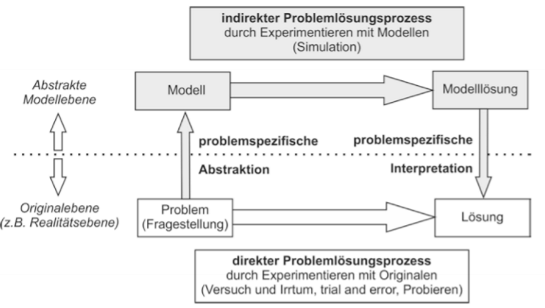 indirekter Problemlösungsprozess
durch Experimentieren mit Modellen
(Simulation)
Abstrakte
Modellebene
Modell
Modelllösung
problemspezifische
problemspezifische
Abstraktion
Interpretation
Originalebene
(z.B. Realitätsebene)
Problem
(Fragestellung)
Lösung
direkter Problemlösungsprozess
durch Experimentieren mit Originalen
(Versuch und Irrtum, trial and error, Probieren)